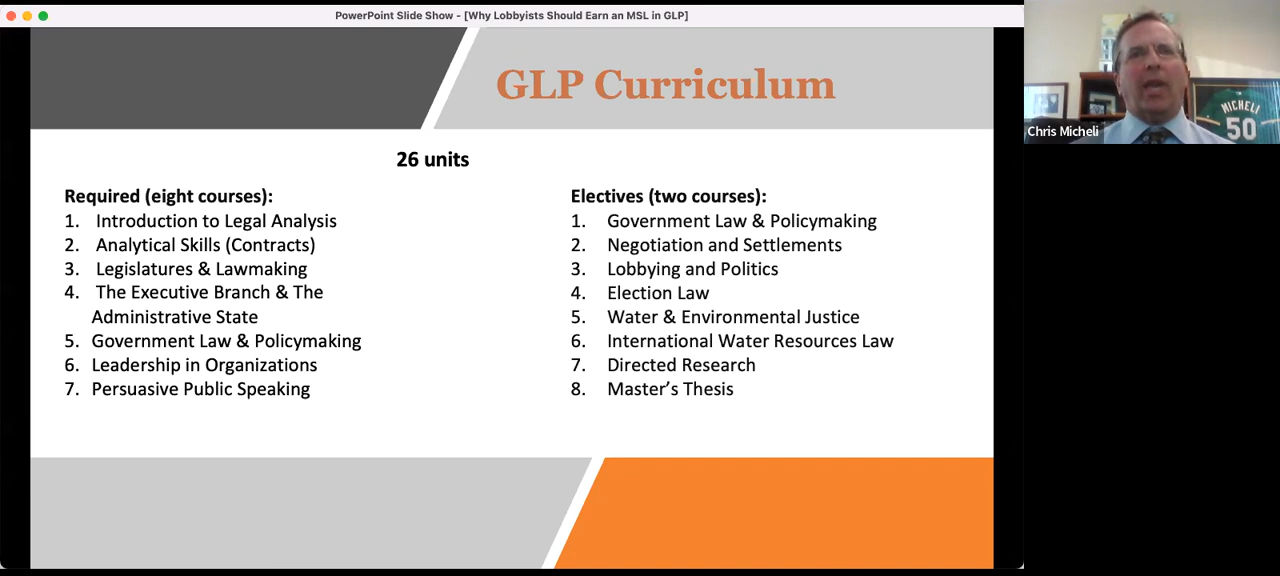 PowerPoint Slide Show - [Why Lobbyists Should Earn an MSL in GLP]
GLP Curriculum
26 units
Required (eight courses):
1. Introduction to Legal Analysis
2. Analytical Skills (Contracts)
3. Legislatures & Lawmaking
4. The Executive Branch & The
Administrative State
5. Government Law & Policymaking
6. Leadership in Organizations
7. Persuasive Public Speaking
Electives (two courses):
1. Government Law & Policymaking
2. Negotiation and Settlements
3. Lobbying and Politics
4. Election Law
5. Water & Environmental Justice
6. International Water Resources Law
7. Directed Research
8. Master’s Thesis
MICHELI
50
Chris Micheli